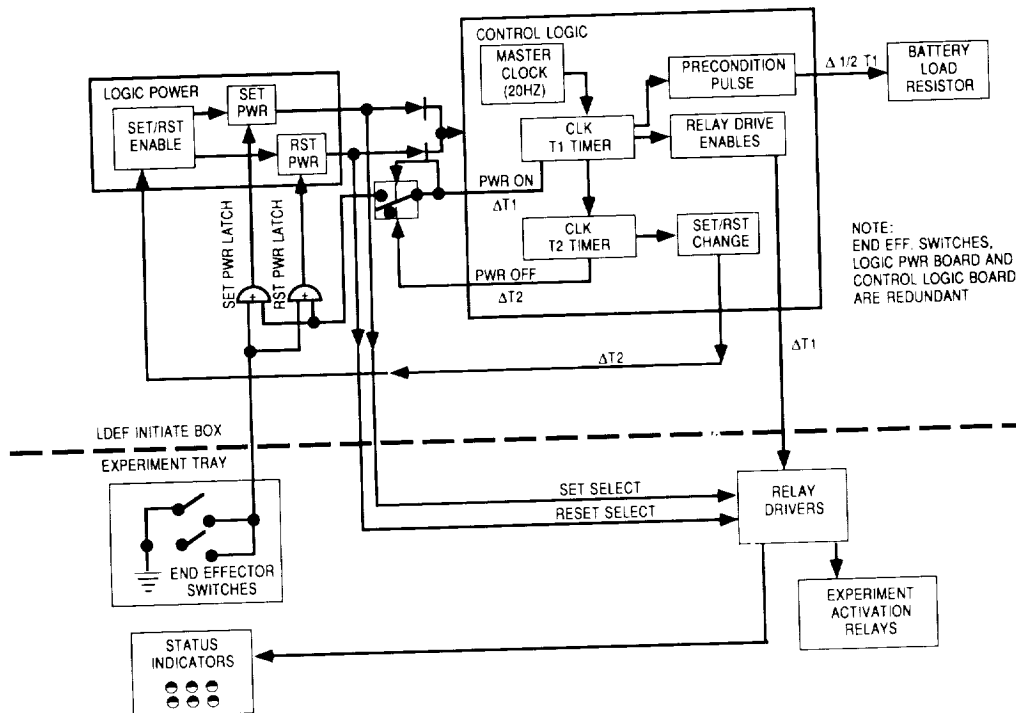 CONTROL LOGIC
MASTER
CLOCK
(20HZ)
PRECONDITION
PULSE
Δ 1/2 T1
BATTERY
LOAD
RESISTOR
LOGIC POWER
SET
PWR
SET/RST
ENABLE
RST
PWR
CLK
T1 TIMER
RELAY DRIVE
ENABLES
PWR ON
ΔT1
SET PWR LATCH
RST PWR LATCH
CLK
T2 TIMER
SET/RST
CHANGE
PWR OFF
ΔT2
NOTE:
END EFF. SWITCHES,
LOGIC PWR BOARD AND
CONTROL LOGIC BOARD
ARE REDUNDANT
+
+
ΔT1
ΔT2
LDEF INITIATE BOX
EXPERIMENT TRAY
END EFFECTOR
SWITCHES
SET SELECT
RESET SELECT
RELAY
DRIVERS
EXPERIMENT
ACTIVATION
RELAYS
STATUS
INDICATORS